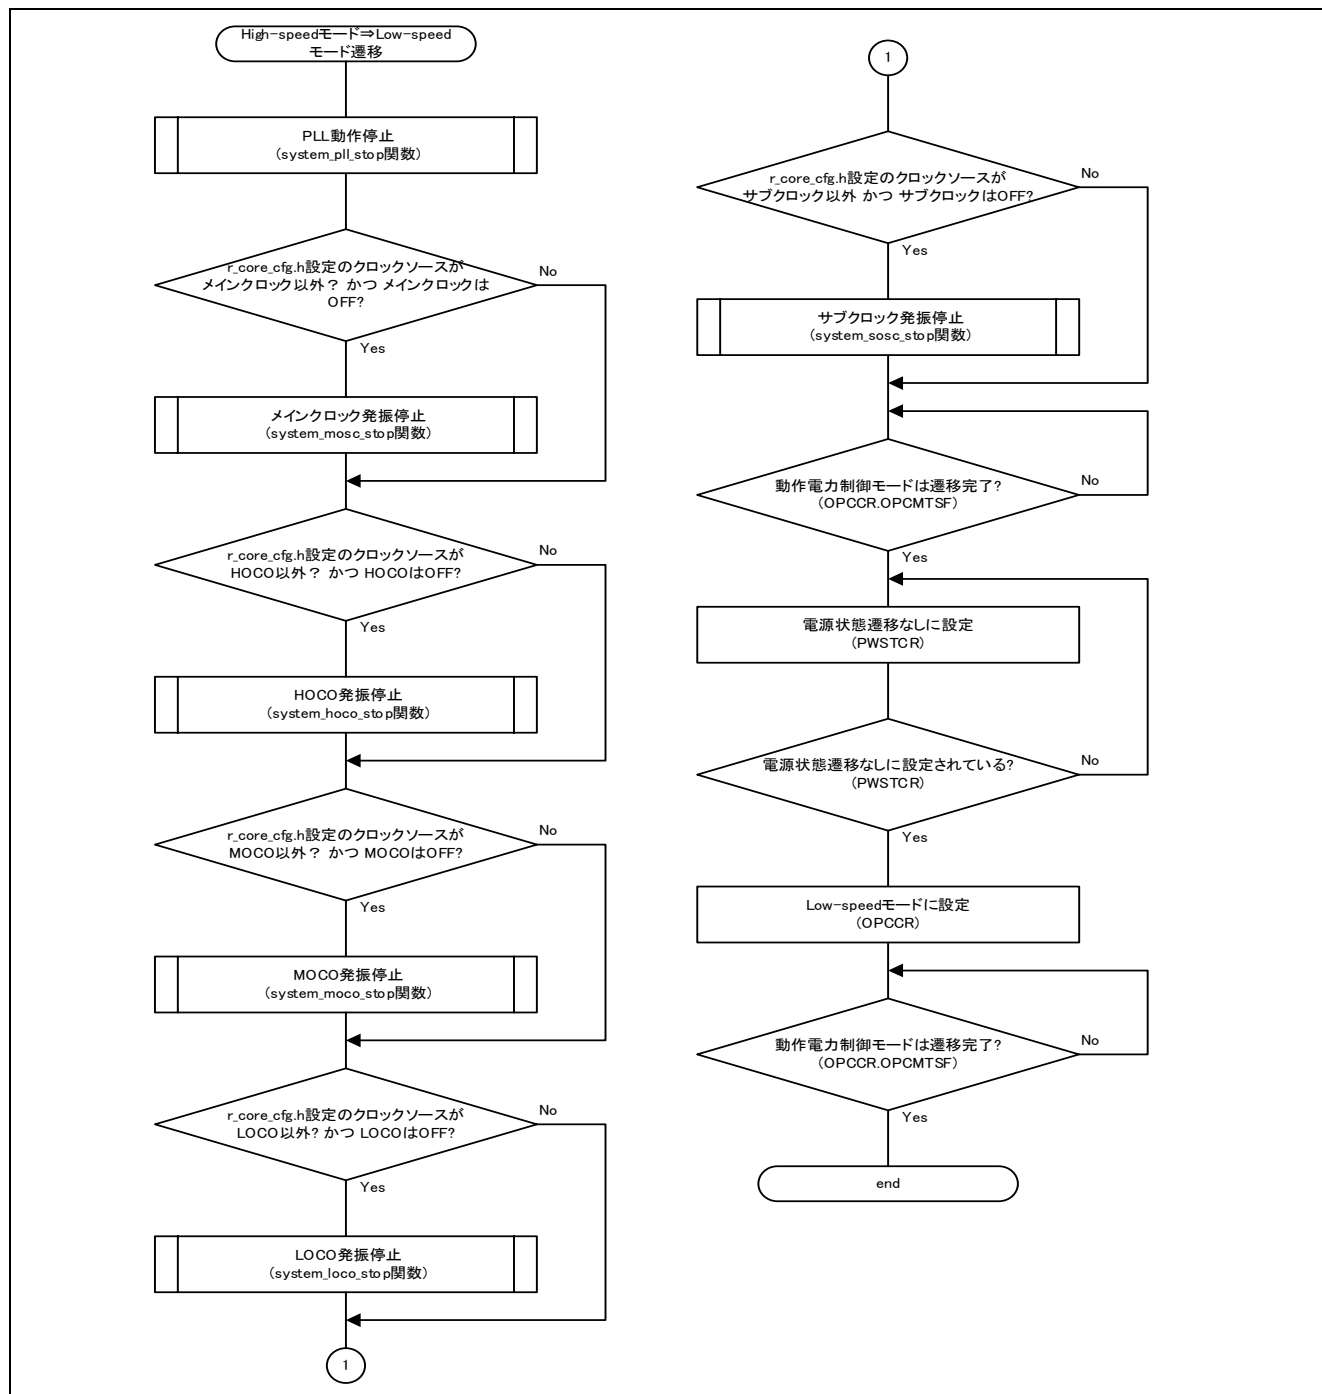 High-speedモード⇒Low-speed
モード遷移
PLL動作停止
(system_pll_stop関数)
r_core_cfg.h設定のクロックソースが
メインクロック以外？ かつ メインクロックは
OFF?
No
Yes
メインクロック発振停止
(system_mosc_stop関数)
r_core_cfg.h設定のクロックソースが
HOCO以外？ かつ HOCOはOFF?
No
Yes
HOCO発振停止
(system_hoco_stop関数)
r_core_cfg.h設定のクロックソースが
MOCO以外？ かつ MOCOはOFF?
No
Yes
MOCO発振停止
(system_moco_stop関数)
r_core_cfg.h設定のクロックソースが
LOCO以外? かつ LOCOはOFF?
No
Yes
LOCO発振停止
(system_loco_stop関数)
1
1
r_core_cfg.h設定のクロックソースが
サブクロック以外 かつ サブクロックはOFF?
No
Yes
サブクロック発振停止
(system_sosc_stop関数)
動作電力制御モードは遷移完了?
(OPCCR.OPCMTSF)
No
Yes
電源状態遷移なしに設定
(PWSTCR)
電源状態遷移なしに設定されている?
(PWSTCR)
No
Yes
Low-speedモードに設定
(OPCCR)
動作電力制御モードは遷移完了?
(OPCCR.OPCMTSF)
No
Yes
end